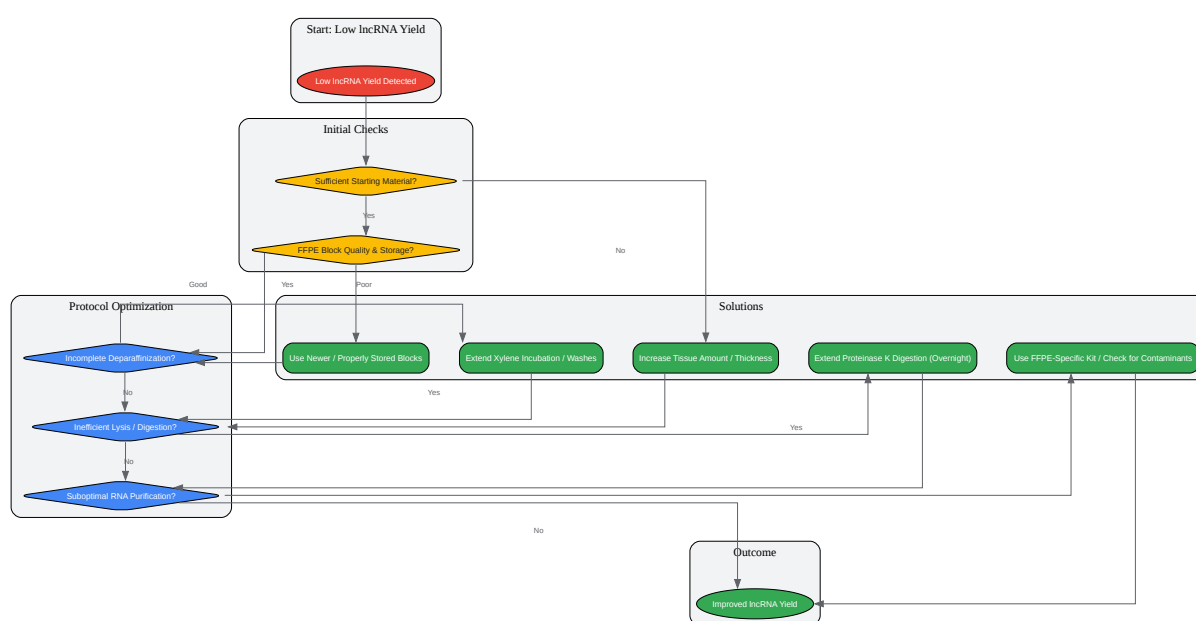 Start: Low lncRNA Yield
Low lncRNA Yield Detected
Initial Checks
Sufficient Starting Material?
Yes
FFPE Block Quality & Storage?
No
Good
Yes
Poor
Protocol Optimization
Solutions
Incomplete Deparaffinization?
Use Newer / Properly Stored Blocks
Extend Xylene Incubation / Washes
Increase Tissue Amount / Thickness
Extend Proteinase K Digestion (Overnight)
Use FFPE-Specific Kit / Check for Contaminants
No
Yes
Inefficient Lysis / Digestion?
Yes
No
Suboptimal RNA Purification?
No
Outcome
Improved lncRNA Yield